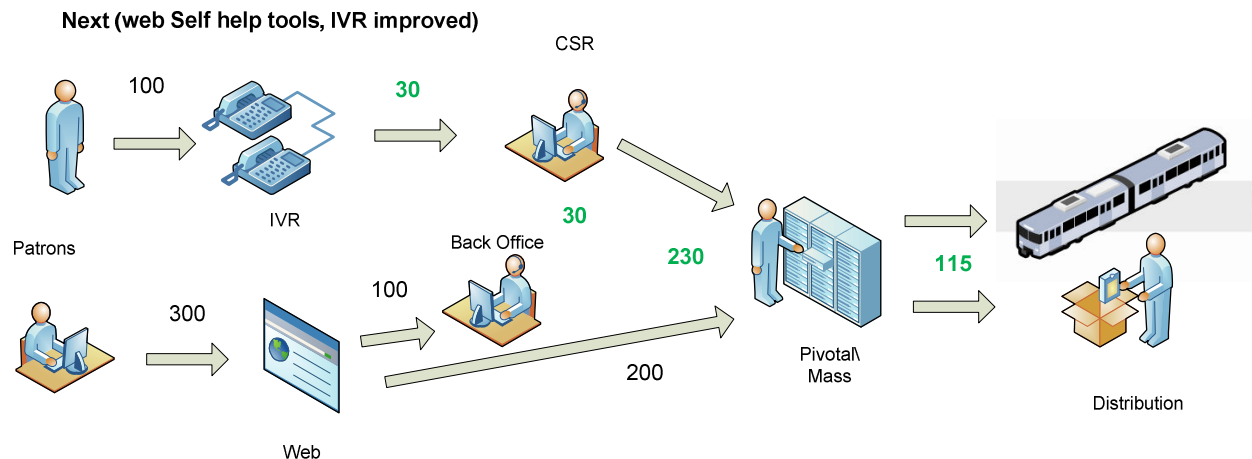 Next (web Self help tools, IVR improved)
CSR
100
30
IVR
30
Patrons
Back Office
230
115
300
100
200
Pivotal\
Mass
Distribution
Web